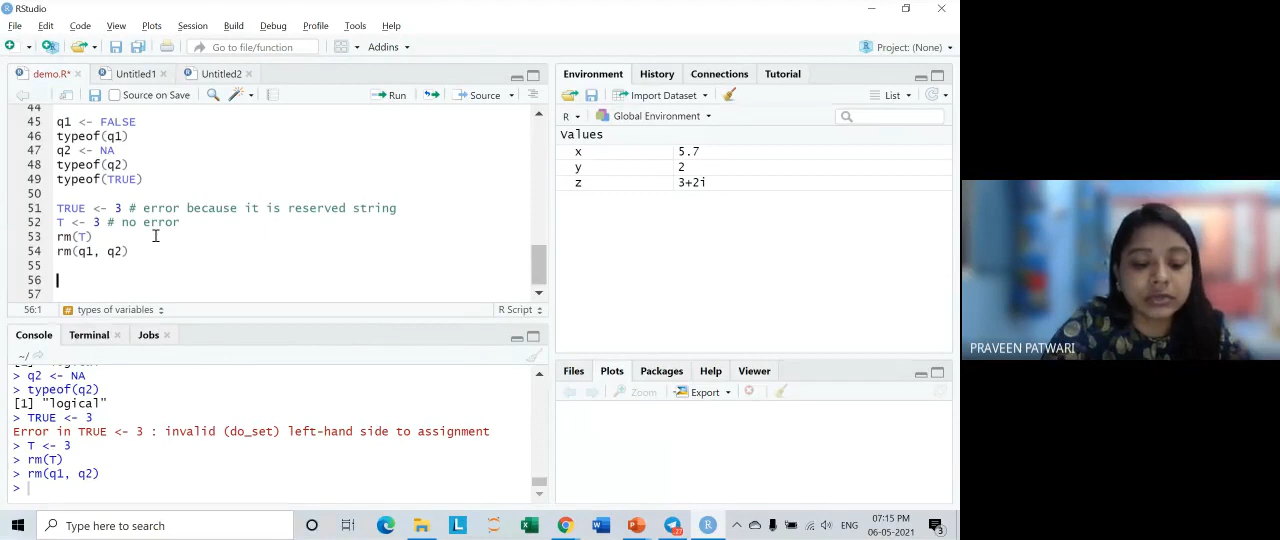 RStudio
File Edit Code View Plots Session Build Debug Profile Tools Help
Go to file/function Addins Project: (None)
demo.R* Untitled1 Untitled2
Source on Save Run Source
44
45 q1 <- FALSE
46 typeof(q1)
47 q2 <- NA
48 typeof(q2)
49 typeof(TRUE)
50
51 TRUE <- 3 # error because it is reserved string
52 T <- 3 # no error
53 rm(T)
54 rm(q1, q2)
55
56
57
56:1 # types of variables R Script
Console Terminal Jobs
~/
> q2 <- NA
> typeof(q2)
[1] "logical"
> TRUE <- 3
Error in TRUE <- 3 : invalid (do_set) left-hand side to assignment
> T <- 3
> rm(T)
> rm(q1, q2)
>
Environment History Connections Tutorial
Import Dataset List
R Global Environment
Values
x 5.7
y 2
z 3+2i
Files Plots Packages Help Viewer
Zoom Export
PRAVEEN PATWARI
Type here to search
ENG
07:15 PM
06-05-2021